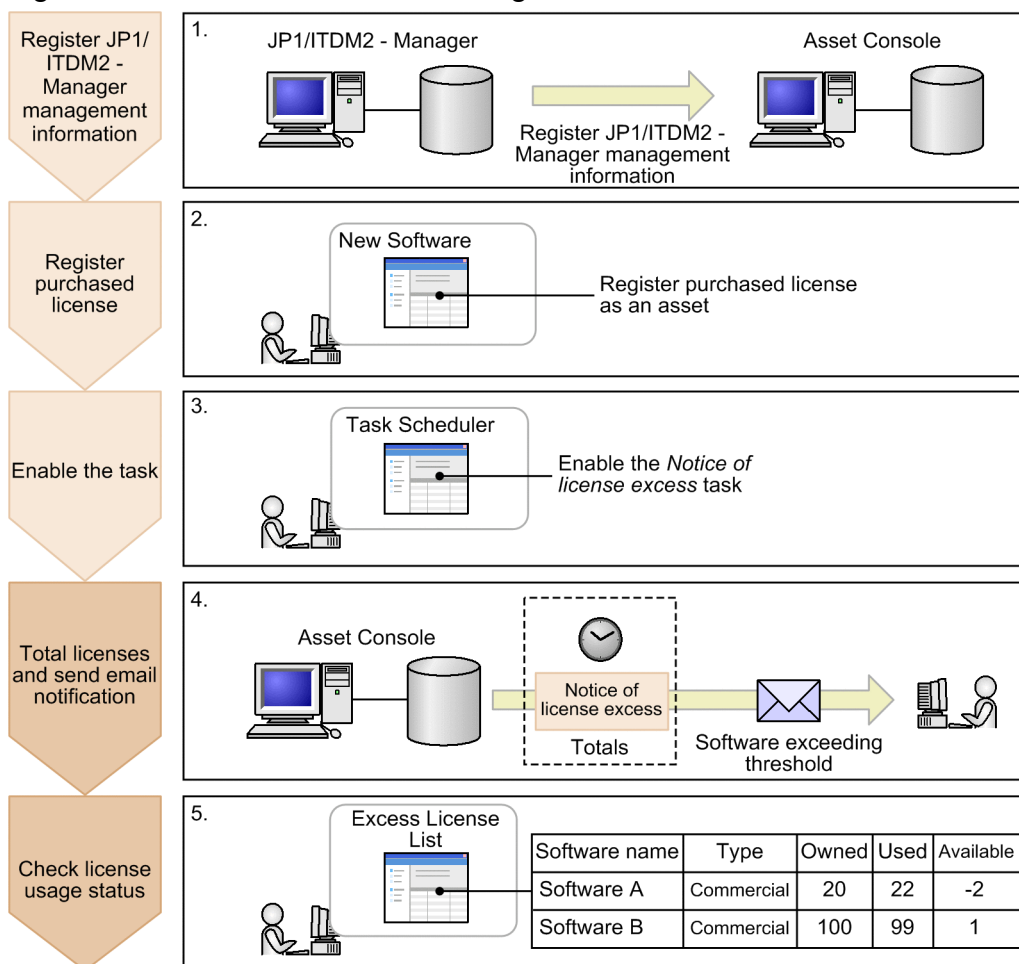 Register JP1/
ITDM2 -
Manager
management
information
1.
JP1/ITDM2 - Manager
Asset Console
Register JP1/ITDM2 -
Manager management
information
Register
purchased
license
2.
New Software
Register purchased license
as an asset
Enable the task
3.
Task Scheduler
Enable the Notice of
license excess task
Total licenses
and send email
notification
4.
Asset Console
Notice of
license excess
Totals
Software exceeding
threshold
Check license
usage status
5.
Excess License
List
Software name Type Owned Used Available
Software A Commercial 20 22 -2
Software B Commercial 100 99 1